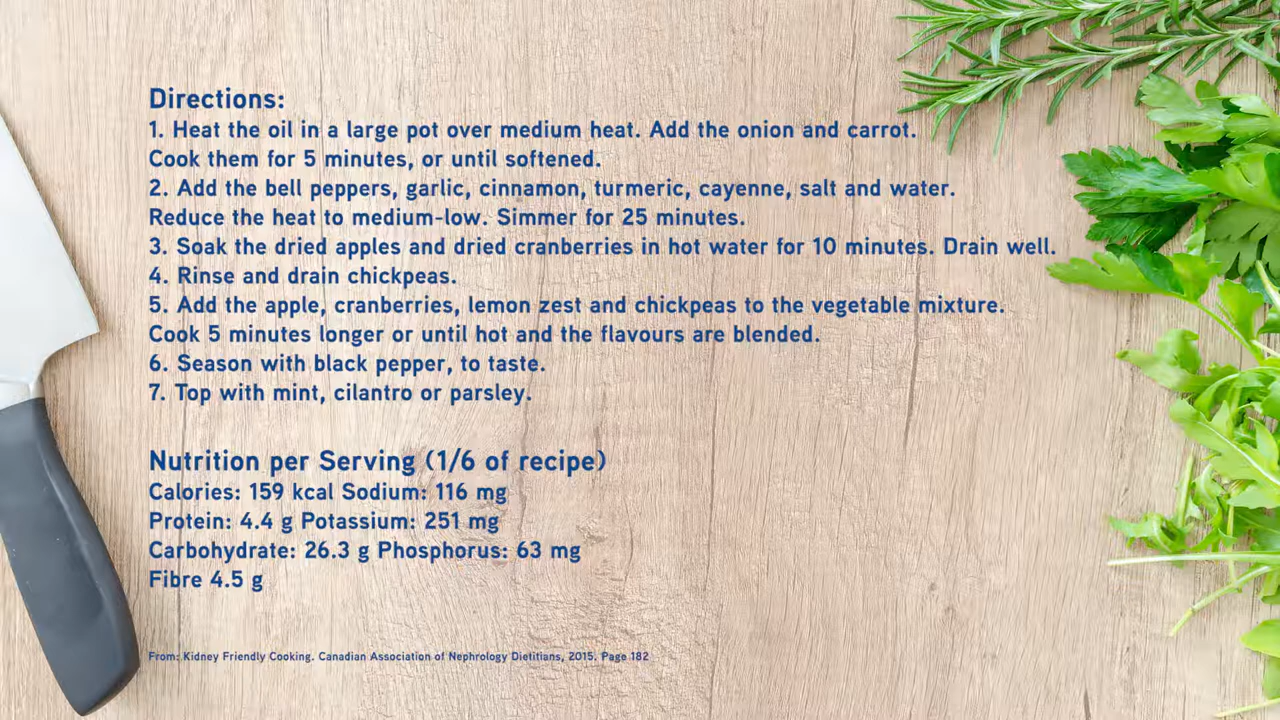 Directions:
1. Heat the oil in a large pot over medium heat. Add the onion and carrot.
Cook them for 5 minutes, or until softened.
2. Add the bell peppers, garlic, cinnamon, turmeric, cayenne, salt and water.
Reduce the heat to medium-low. Simmer for 25 minutes.
3. Soak the dried apples and dried cranberries in hot water for 10 minutes. Drain well.
4. Rinse and drain chickpeas.
5. Add the apple, cranberries, lemon zest and chickpeas to the vegetable mixture.
Cook 5 minutes longer or until hot and the flavours are blended.
6. Season with black pepper, to taste.
7. Top with mint, cilantro or parsley.
Nutrition per Serving (1/6 of recipe)
Calories: 159 kcal Sodium: 116 mg
Protein: 4.4 g Potassium: 251 mg
Carbohydrate: 26.3 g Phosphorus: 63 mg
Fibre 4.5 g
From: Kidney Friendly Cooking. Canadian Association of Nephrology Dietitians, 2015. Page 182